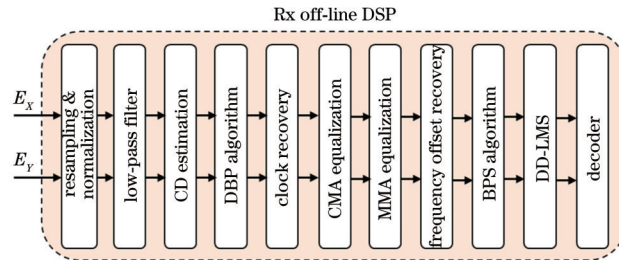 Rx off-line DSP
E_X
E_Y
resampling &
normalization
low-pass filter
CD estimation
DBP algorithm
clock recovery
CMA equalization
MMA equalization
frequency offset recovery
BPS algorithm
DD-LMS
decoder